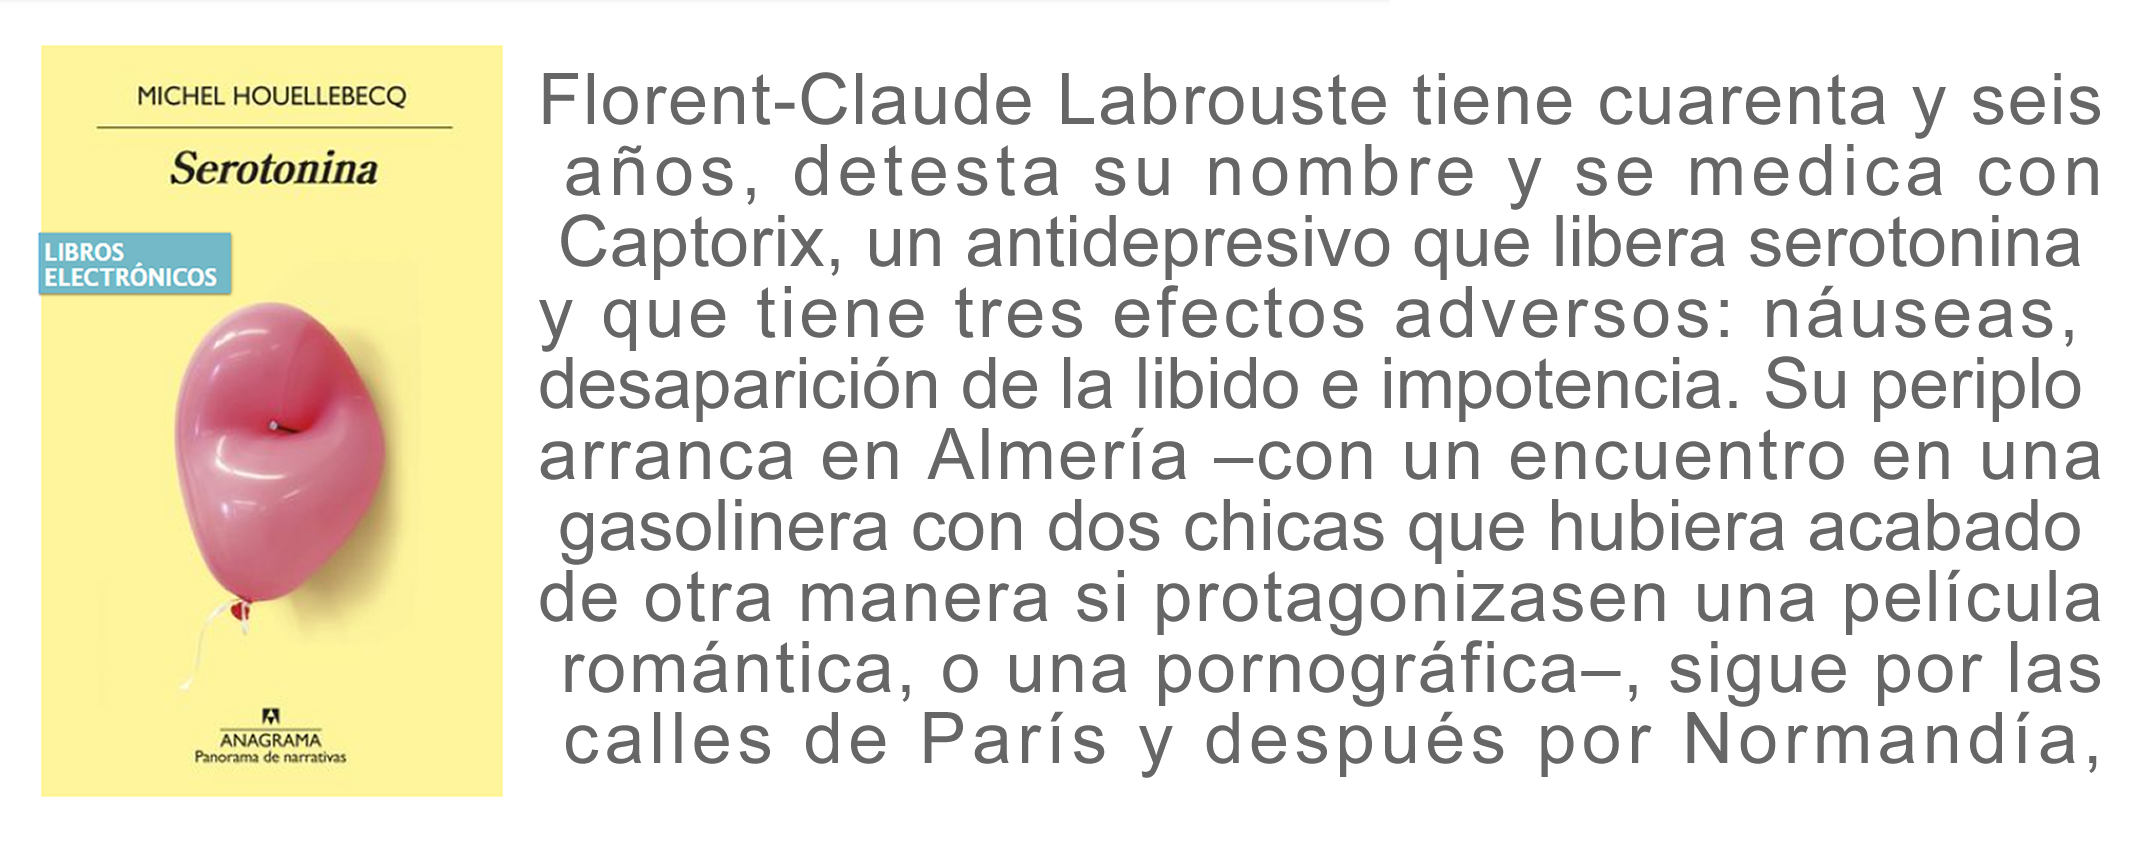 MICHEL HOUELLEBECQ
Serotonina
LIBROS
ELECTRÓNICOS
ANAGRAMA
Panorama de narrativas
Florent-Claude Labrouste tiene cuarenta y seis
años, detesta su nombre y se medica con
Captorix, un antidepresivo que libera serotonina
y que tiene tres efectos adversos: náuseas,
desaparición de la libido e impotencia. Su periplo
arranca en Almería –con un encuentro en una
gasolinera con dos chicas que hubiera acabado
de otra manera si protagonizasen una película
romántica, o una pornográfica–, sigue por las
calles de París y después por Normandía,